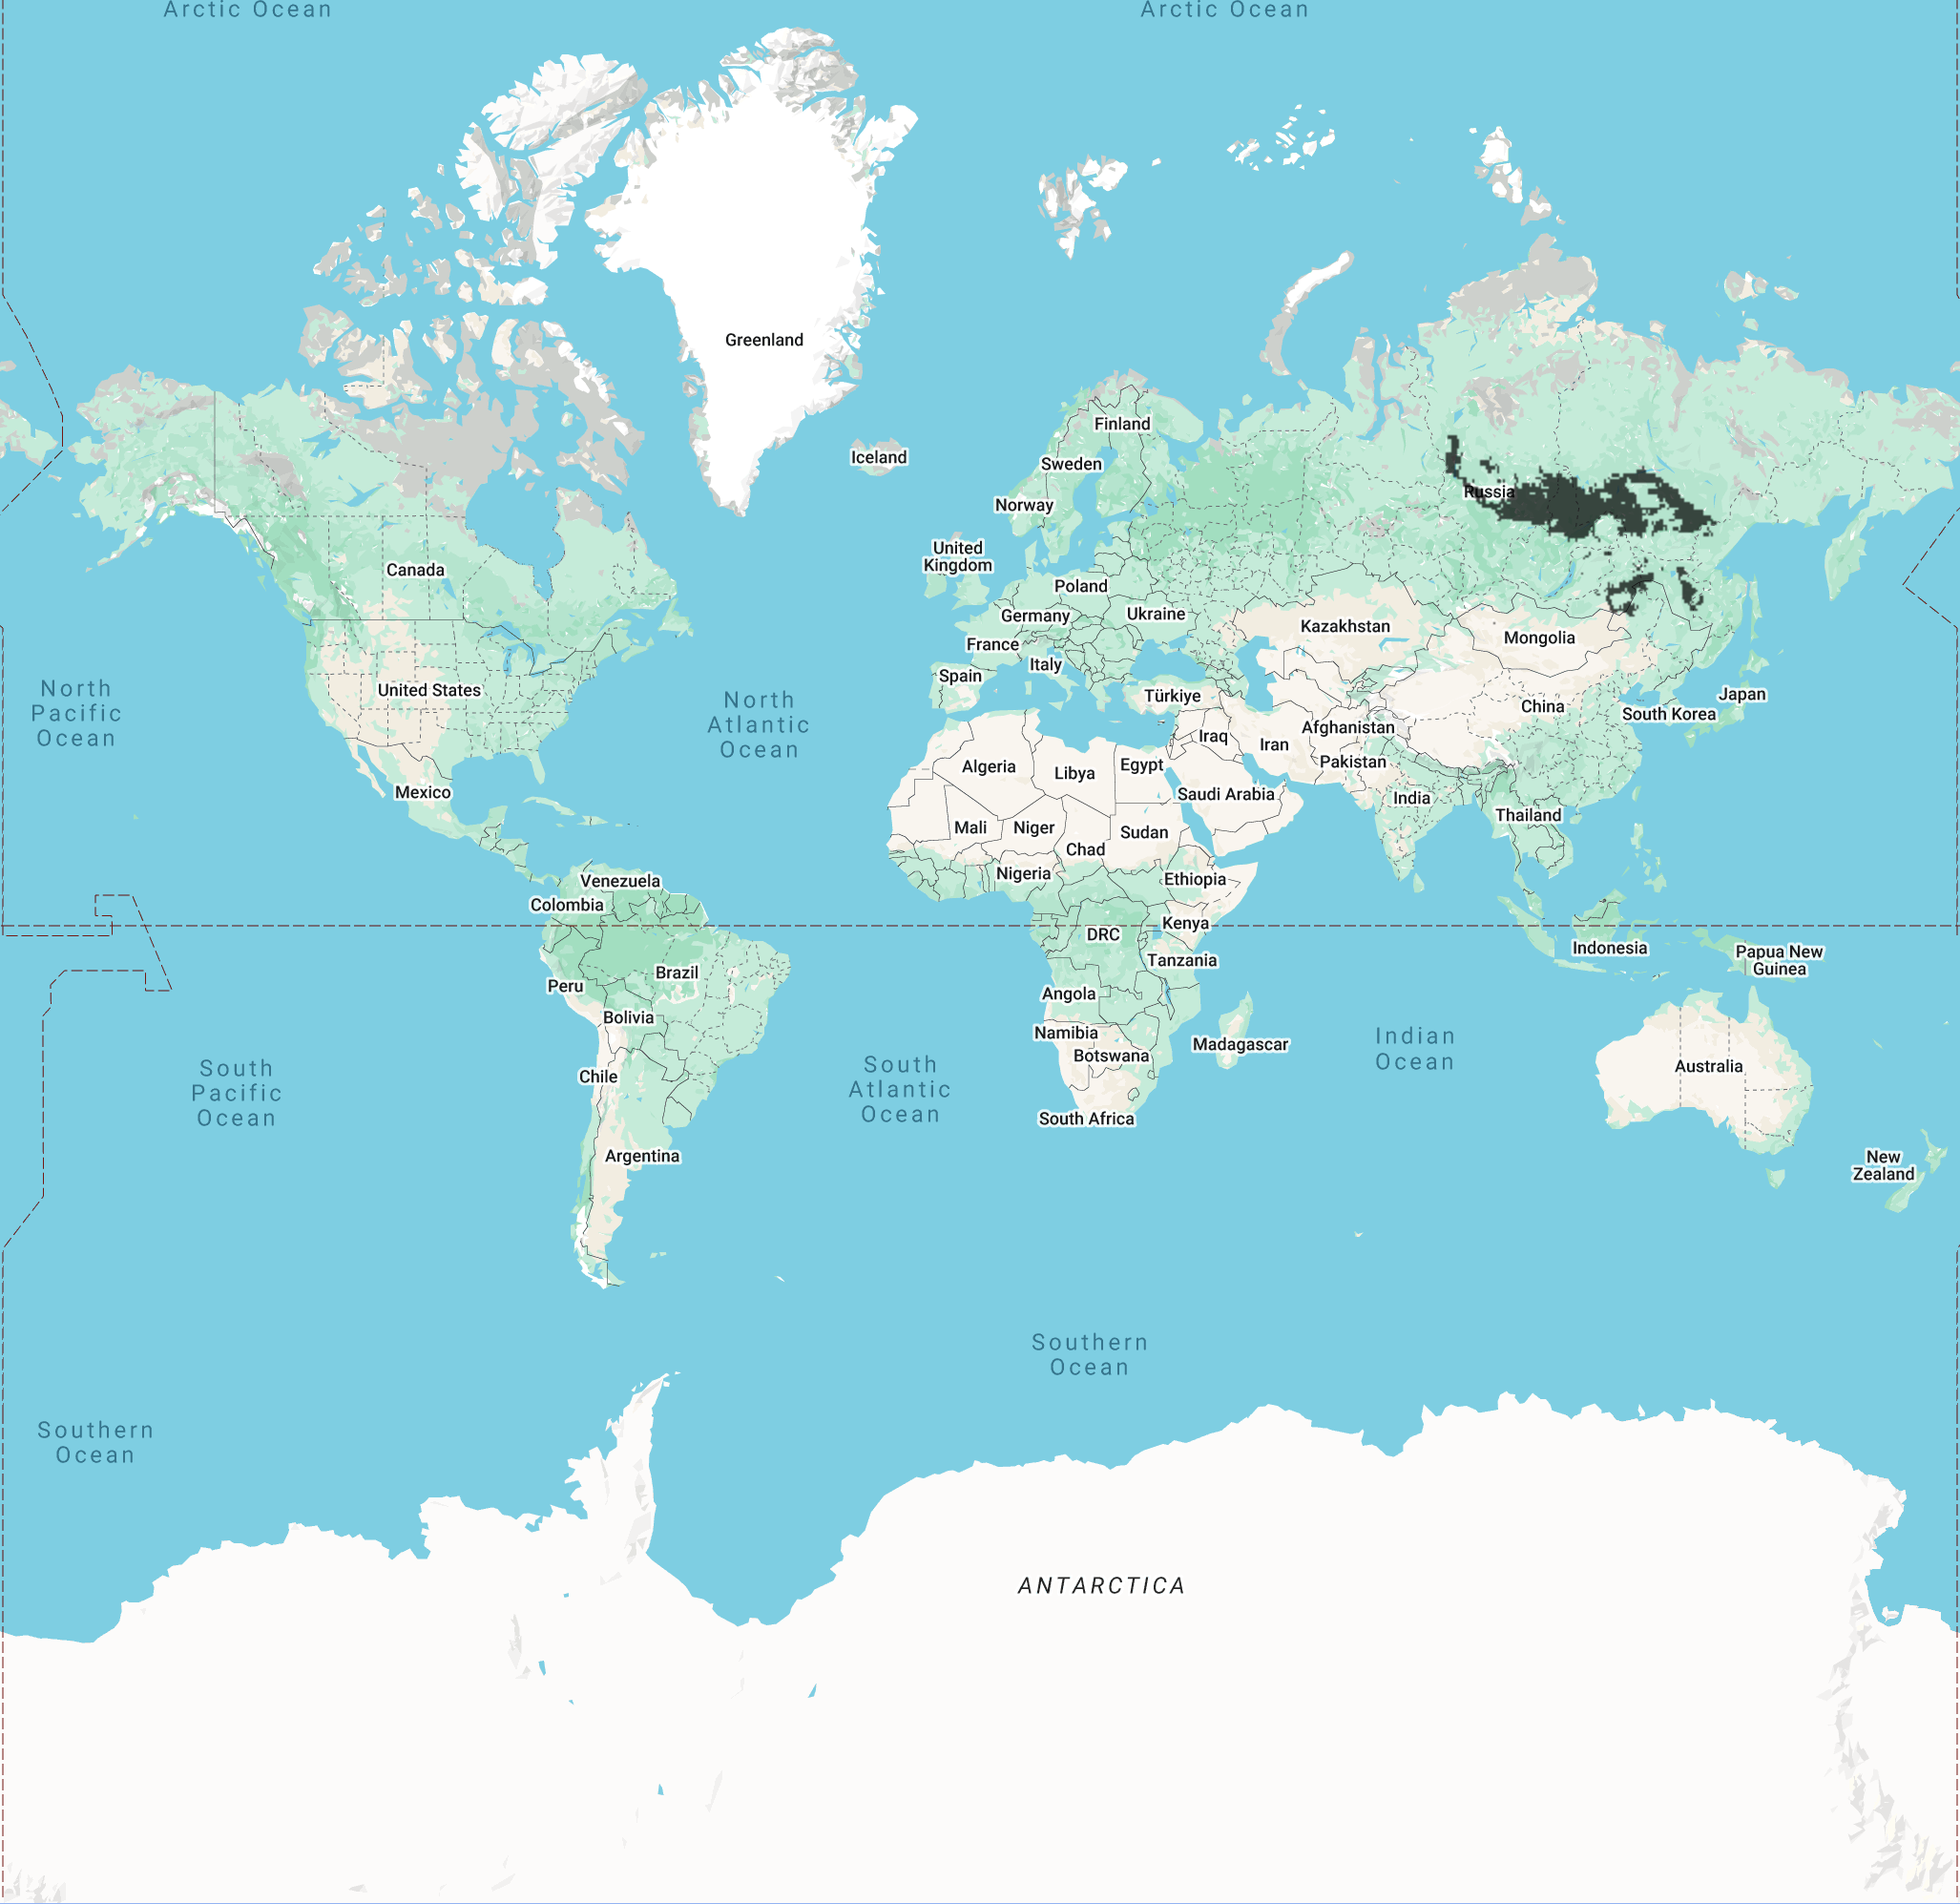 Arctic Ocean
Arctic Ocean
Greenland
Finland
Iceland
Sweden
Russia
Norway
United
Kingdom
Canada
Poland
Germany
Ukraine
Kazakhstan
Mongolia
France
Italy
Spain
United States
Türkiye
Japan
North
Pacific
Ocean
North
Atlantic
Ocean
China
South Korea
Afghanistan
Iraq
Iran
Algeria
Libya
Egypt
Pakistan
Mexico
Saudi Arabia
India
Thailand
Mali
Niger
Sudan
Chad
Nigeria
Ethiopia
Venezuela
Colombia
Kenya
DRC
Indonesia
Papua New
Guinea
Tanzania
Brazil
Peru
Angola
Bolivia
Namibia
Madagascar
Indian
Ocean
Botswana
Australia
Chile
South
Pacific
Ocean
South
Atlantic
Ocean
South Africa
Argentina
New
Zealand
Southern
Ocean
Southern
Ocean
ANTARCTICA